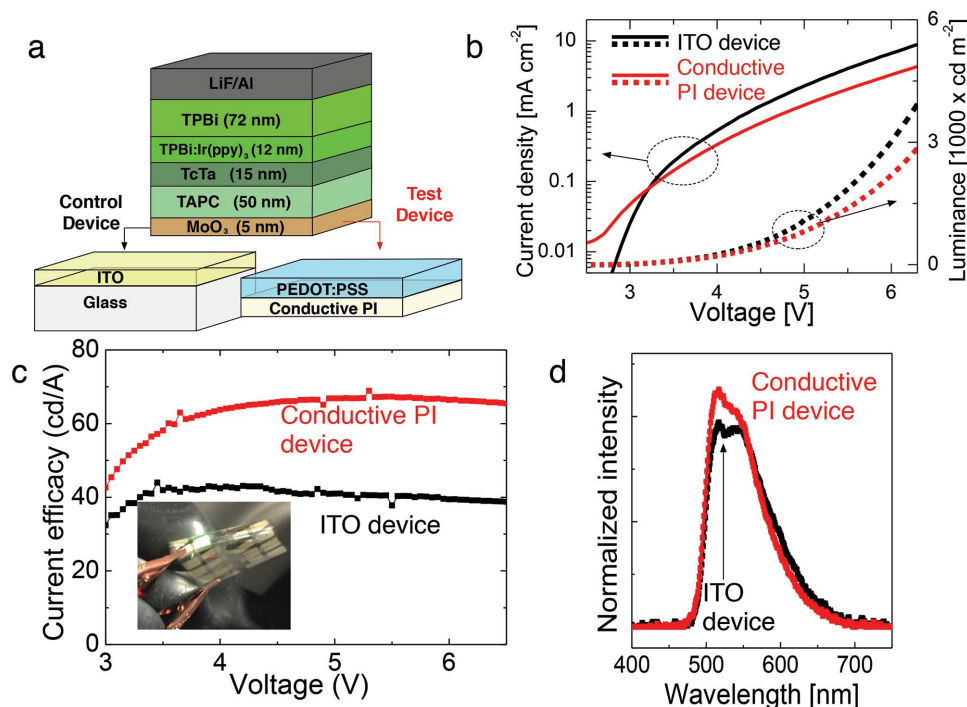 a
LiF/Al
TPBi (72 nm)
TPBi:Ir(ppy)₃ (12 nm)
TcTa (15 nm)
TAPC (50 nm)
MoO₃ (5 nm)
Control
Device
Test
Device
ITO
Glass
PEDOT:PSS
Conductive PI
b
Current density [mA cm⁻²]
10
1
0.1
0.01
ITO device
Conductive
PI device
6
3
0
Luminance [1000 x cd m⁻²]
3
4
5
6
Voltage [V]
c
Current efficacy (cd/A)
80
60
40
20
0
Conductive PI
device
ITO device
3
4
5
6
Voltage (V)
d
Normalized intensity
Conductive
PI device
ITO
device
400
500
600
700
Wavelength [nm]